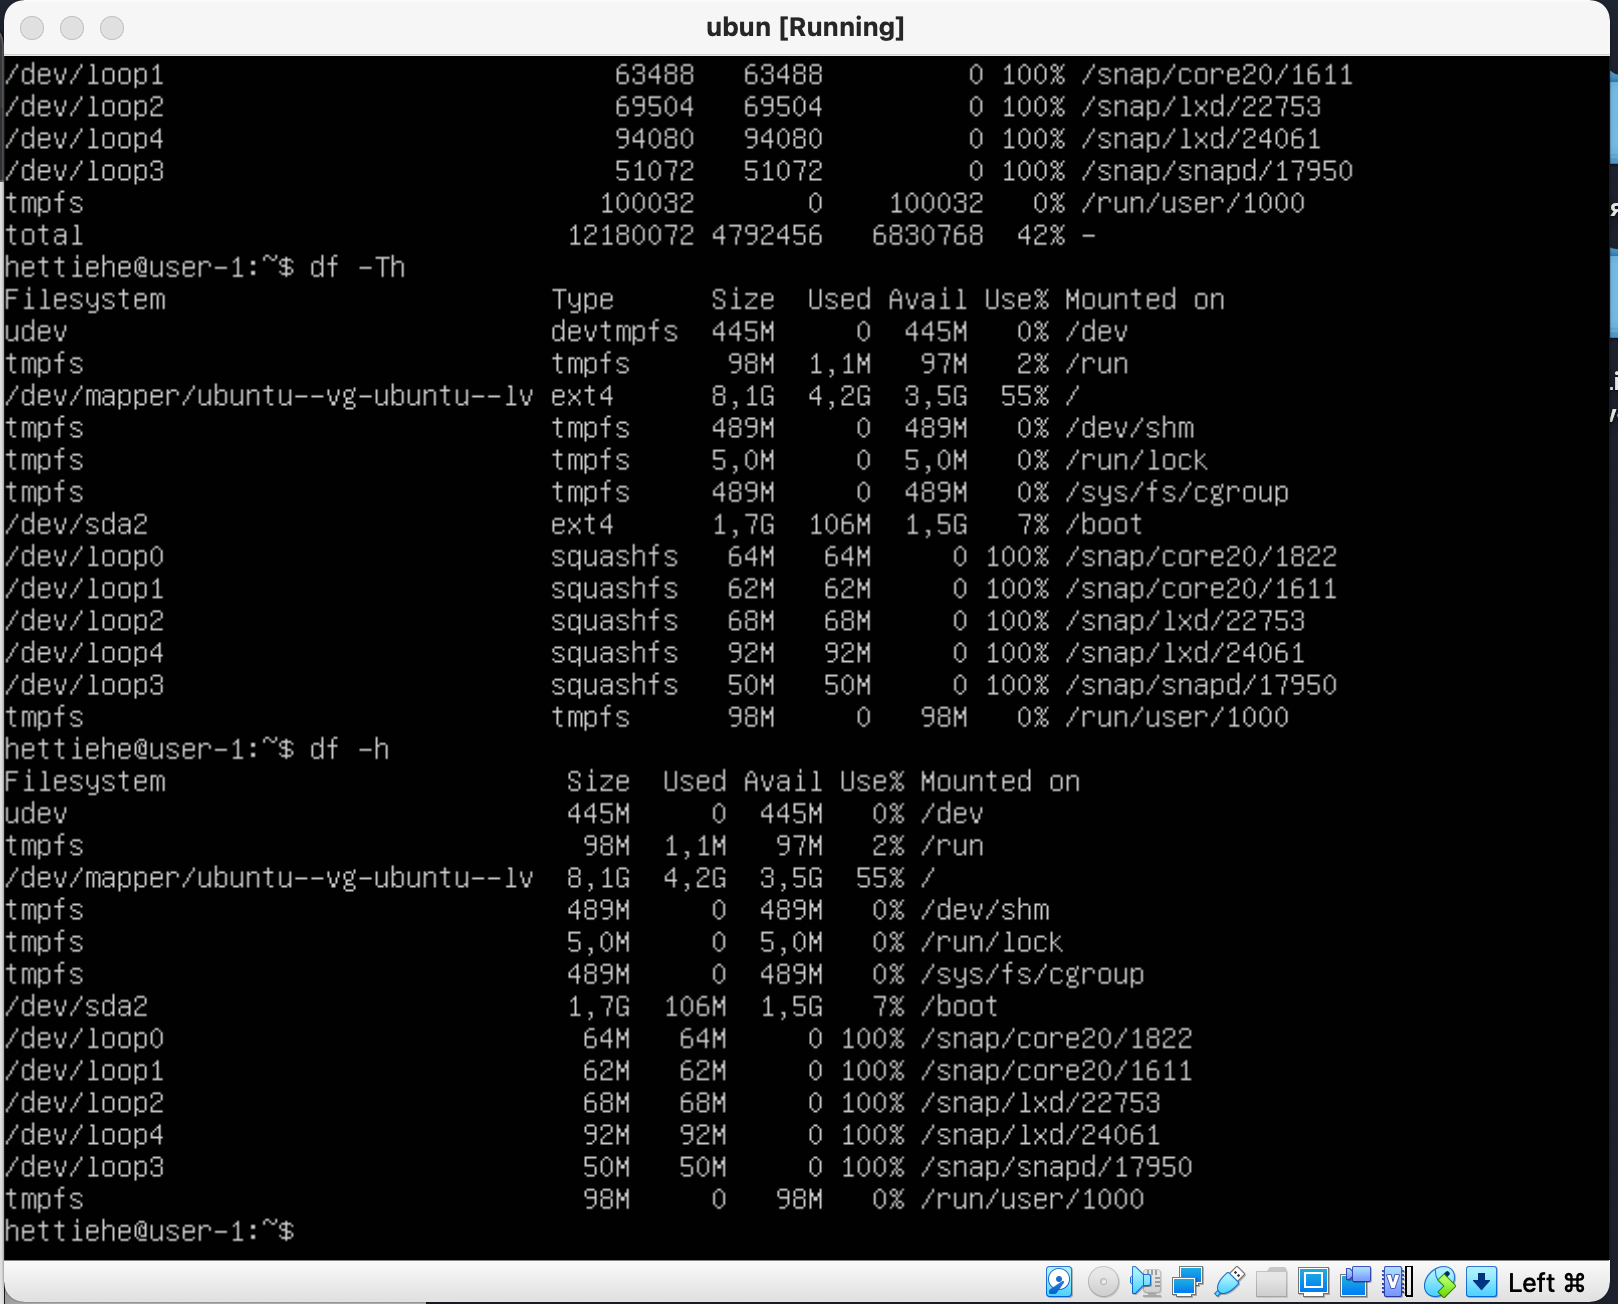 ubun [Running]
/dev/loop1 63488 63488 0 100% /snap/core20/1611
/dev/loop2 69504 69504 0 100% /snap/lxd/22753
/dev/loop4 94080 94080 0 100% /snap/lxd/24061
/dev/loop3 51072 51072 0 100% /snap/snapd/17950
tmpfs 100032 0 100032 0% /run/user/1000
total 12180072 4792456 6830768 42% -
hettiehe@user-1:~$ df -Th
Filesystem Type Size Used Avail Use% Mounted on
udev devtmpfs 445M 0 445M 0% /dev
tmpfs tmpfs 98M 1,1M 97M 2% /run
/dev/mapper/ubuntu--vg-ubuntu--lv ext4 8,1G 4,2G 3,5G 55% /
tmpfs tmpfs 489M 0 489M 0% /dev/shm
tmpfs tmpfs 5,0M 0 5,0M 0% /run/lock
tmpfs tmpfs 489M 0 489M 0% /sys/fs/cgroup
/dev/sda2 ext4 1,7G 106M 1,5G 7% /boot
/dev/loop0 squashfs 64M 64M 0 100% /snap/core20/1822
/dev/loop1 squashfs 62M 62M 0 100% /snap/core20/1611
/dev/loop2 squashfs 68M 68M 0 100% /snap/lxd/22753
/dev/loop4 squashfs 92M 92M 0 100% /snap/lxd/24061
/dev/loop3 squashfs 50M 50M 0 100% /snap/snapd/17950
tmpfs tmpfs 98M 0 98M 0% /run/user/1000
hettiehe@user-1:~$ df -h
Filesystem Size Used Avail Use% Mounted on
udev 445M 0 445M 0% /dev
tmpfs 98M 1,1M 97M 2% /run
/dev/mapper/ubuntu--vg-ubuntu--lv 8,1G 4,2G 3,5G 55% /
tmpfs 489M 0 489M 0% /dev/shm
tmpfs 5,0M 0 5,0M 0% /run/lock
tmpfs 489M 0 489M 0% /sys/fs/cgroup
/dev/sda2 1,7G 106M 1,5G 7% /boot
/dev/loop0 64M 64M 0 100% /snap/core20/1822
/dev/loop1 62M 62M 0 100% /snap/core20/1611
/dev/loop2 68M 68M 0 100% /snap/lxd/22753
/dev/loop4 92M 92M 0 100% /snap/lxd/24061
/dev/loop3 50M 50M 0 100% /snap/snapd/17950
tmpfs 98M 0 98M 0% /run/user/1000
hettiehe@user-1:~$
Left ⌘